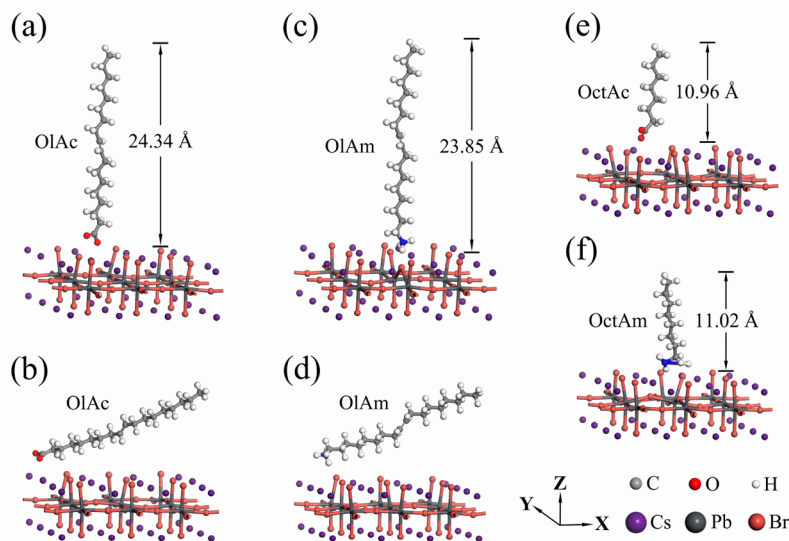 (a)
OlAc
24.34 Å
(b)
OlAc
(c)
OlAm
23.85 Å
(d)
OlAm
(e)
OctAc
10.96 Å
(f)
OctAm
11.02 Å
Z
Y
X
C O H
Cs Pb Br